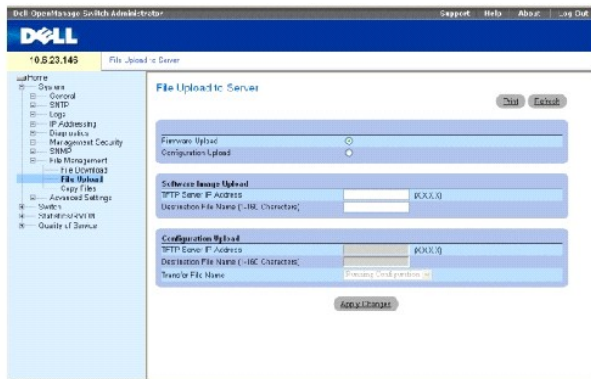 Dell OpenManage Switch Administrator
Support Help About Log Out
DELL
10.6.23.146
File Upload to Server
Home
System
General
SNTP
Logs
IP Addressing
Diagnostics
Management Security
SNMP
File Management
File Download
File Upload
Copy Files
Advanced Settings
Switch
Statistics/RMON
Quality of Service
File Upload to Server
Print Refresh
Firmware Upload
Configuration Upload
Software Image Upload
TFTP Server IP Address (X.X.X.X)
Destination File Name (1-160 Characters)
Configuration Upload
TFTP Server IP Address (X.X.X.X)
Destination File Name (1-160 Characters)
Transfer File Name Running Configuration
Apply Changes